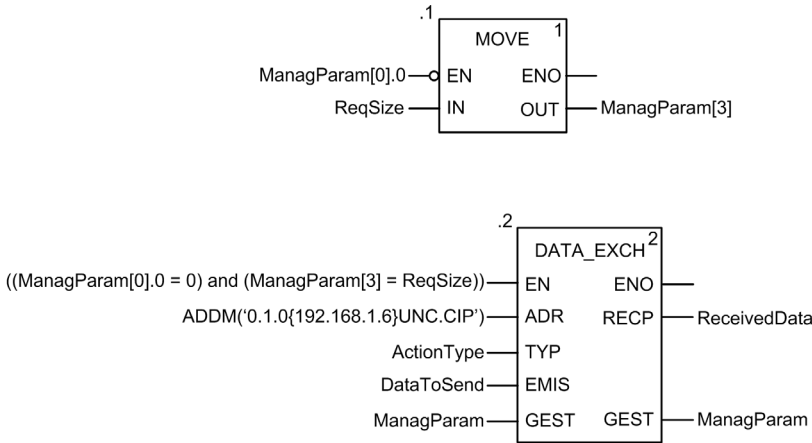 .1
MOVE 1
ManagParam[0].0 EN ENO
ReqSize IN OUT ManagParam[3]
.2
DATA_EXCH 2
((ManagParam[0].0 = 0) and (ManagParam[3] = ReqSize)) EN ENO
ADDM(‘0.1.0{192.168.1.6}UNC.CIP’) ADR RECP ReceivedData
ActionType TYP
DataToSend EMIS
ManagParam GEST GEST ManagParam